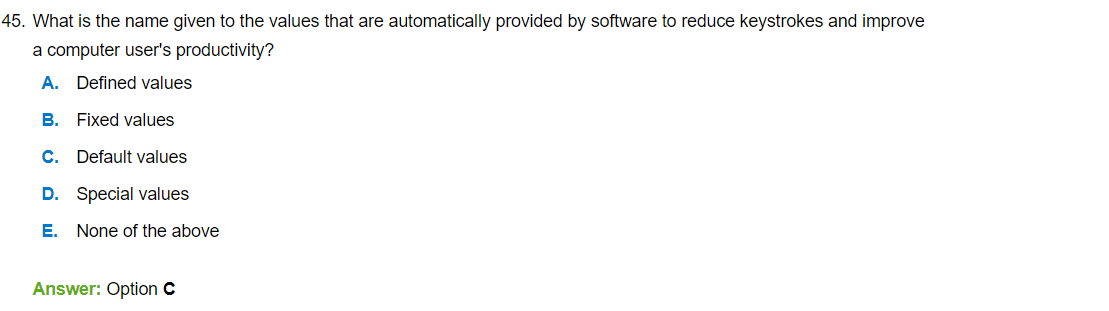 45. What is the name given to the values that are automatically provided by software to reduce keystrokes and improve
a computer user's productivity?
A. Defined values
B. Fixed values
C. Default values
D. Special values
E. None of the above
Answer: Option C